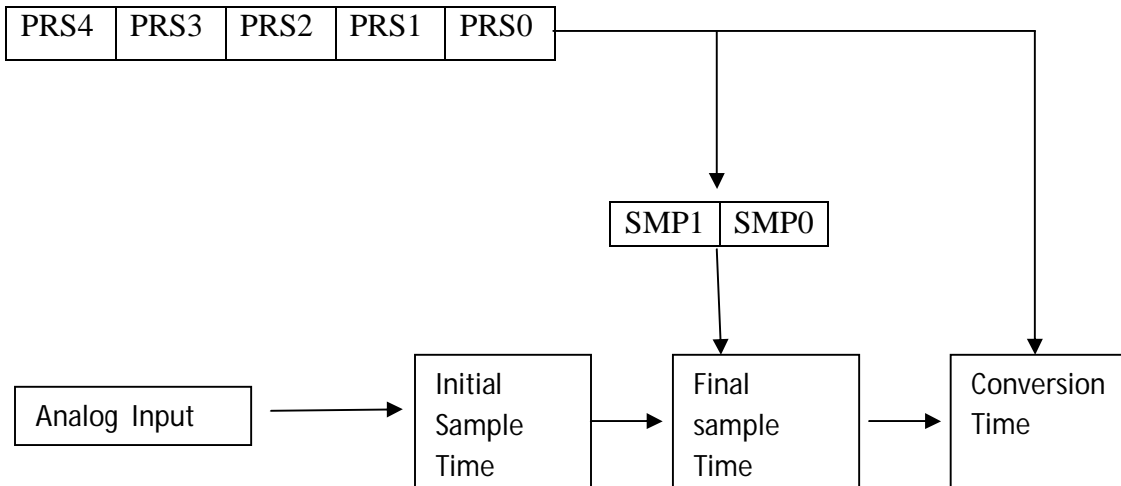 PRS4 PRS3 PRS2 PRS1 PRS0
SMP1 SMP0
Analog Input
Initial
Sample
Time
Final
sample
Time
Conversion
Time